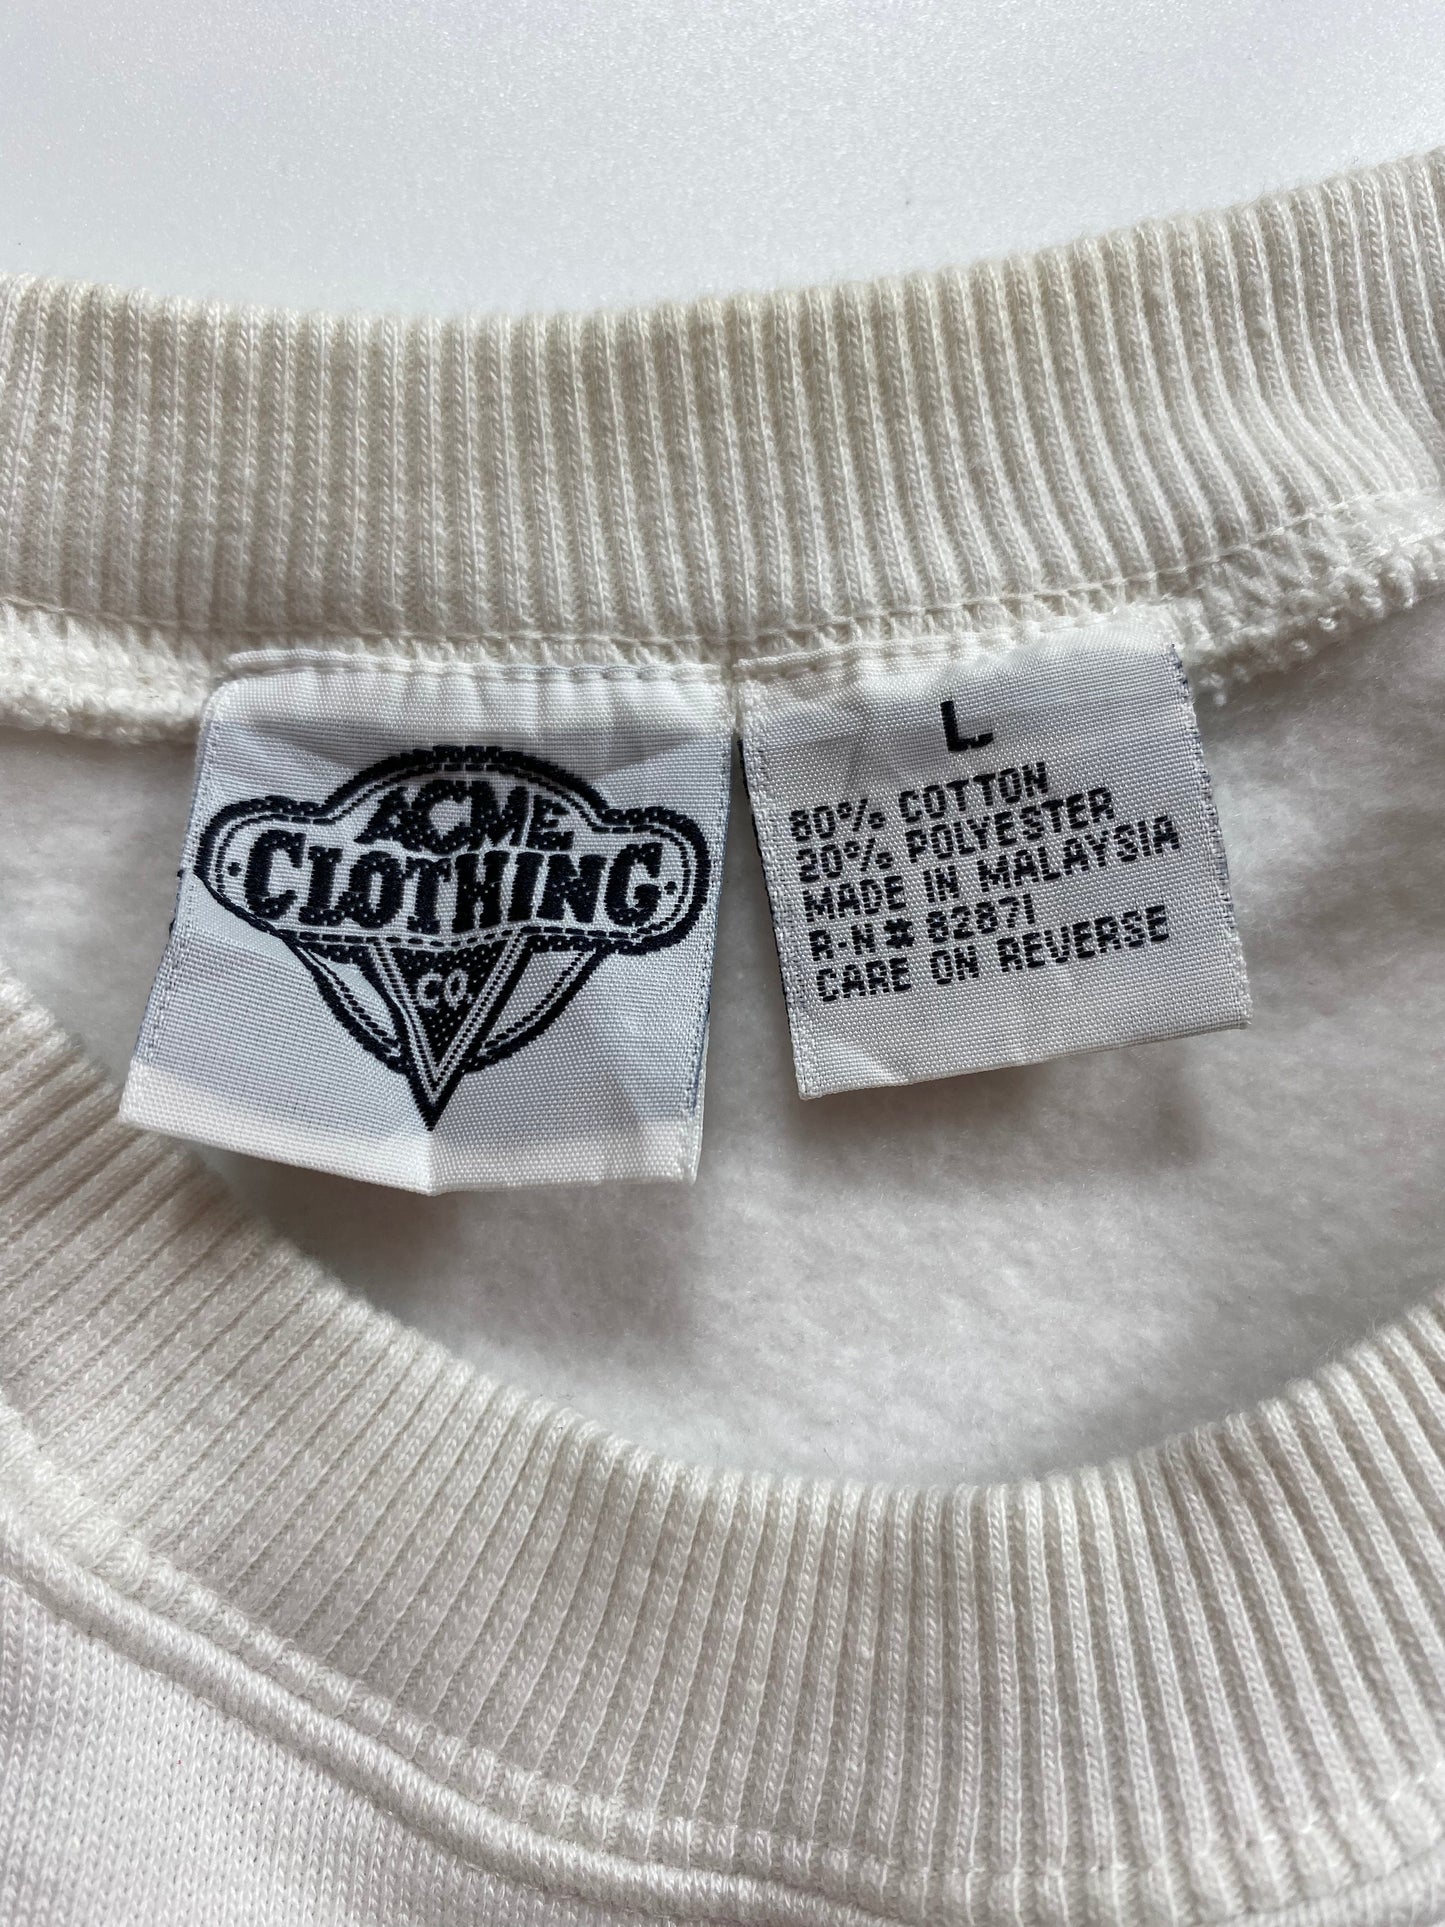 ACME
CLOTHING
CO.
L
80% COTTON
20% POLYESTER
MADE IN MALAYSIA
R-N# 82871
CARE ON REVERSE